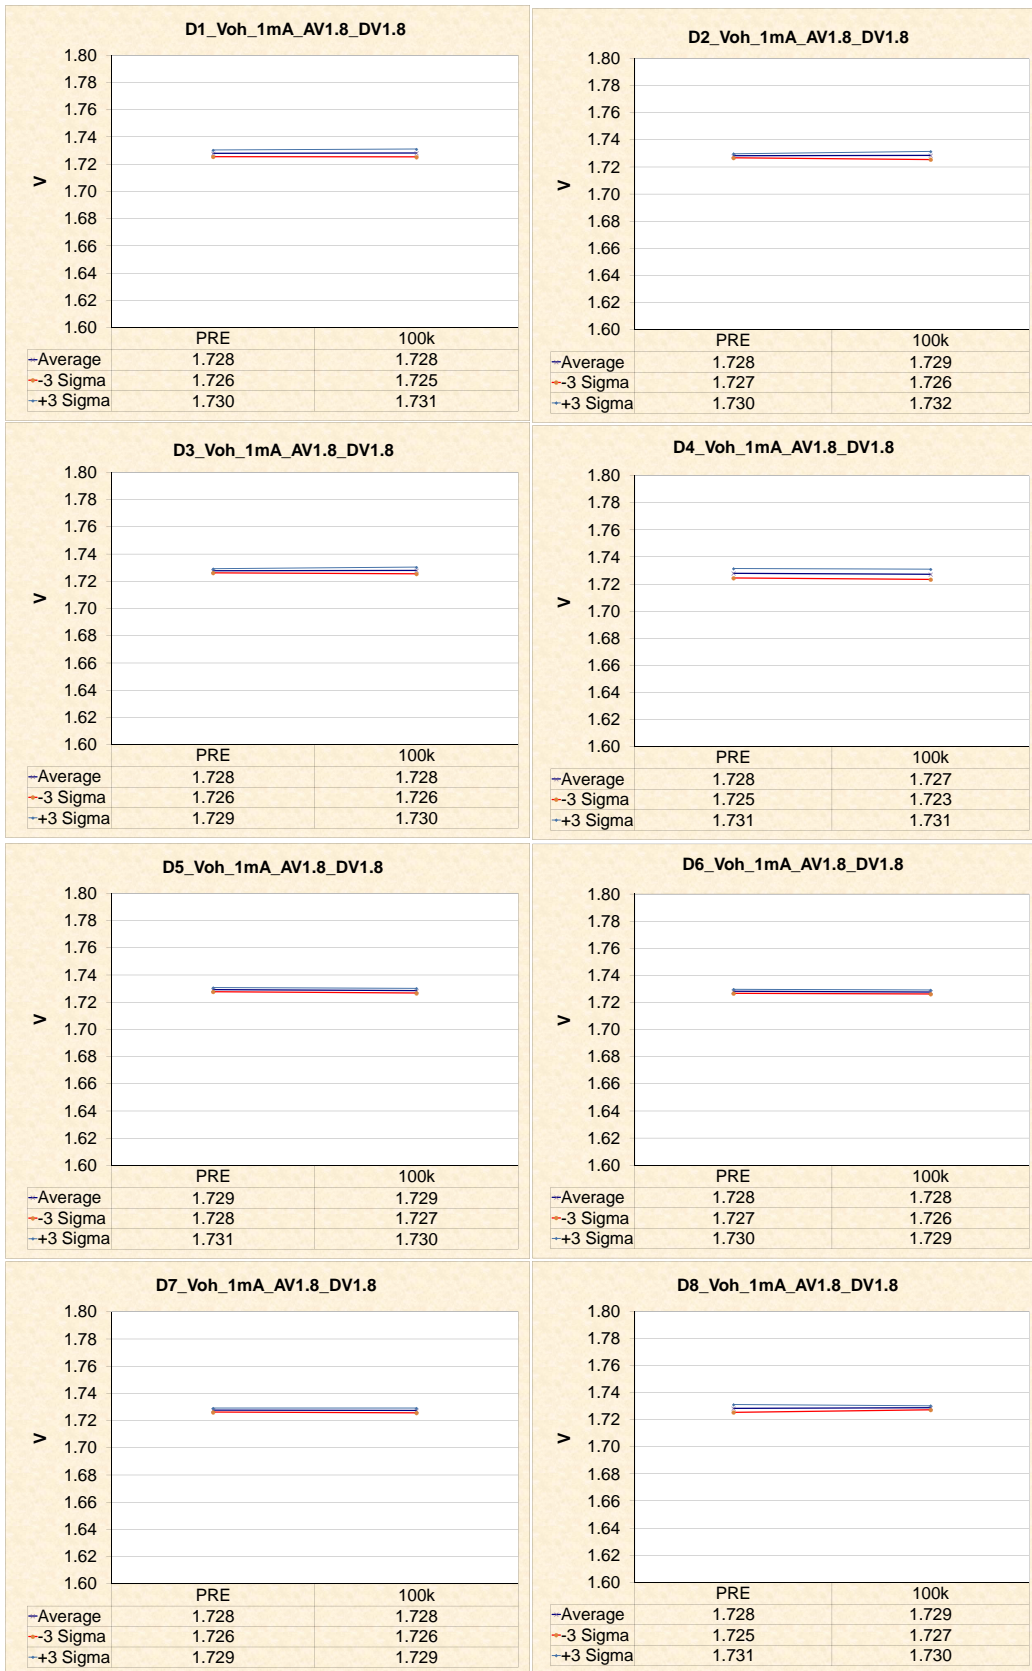 D1_Voh_1mA_AV1.8_DV1.8
1.80
1.78
1.76
1.74
1.72
1.70
1.68
1.66
1.64
1.62
1.60
V
PRE 100k
Average 1.728 1.728
-3 Sigma 1.726 1.725
+3 Sigma 1.730 1.731
D2_Voh_1mA_AV1.8_DV1.8
1.80
1.78
1.76
1.74
1.72
1.70
1.68
1.66
1.64
1.62
1.60
V
PRE 100k
Average 1.728 1.729
-3 Sigma 1.727 1.726
+3 Sigma 1.730 1.732
D3_Voh_1mA_AV1.8_DV1.8
1.80
1.78
1.76
1.74
1.72
1.70
1.68
1.66
1.64
1.62
1.60
V
PRE 100k
Average 1.728 1.728
-3 Sigma 1.726 1.726
+3 Sigma 1.729 1.730
D4_Voh_1mA_AV1.8_DV1.8
1.80
1.78
1.76
1.74
1.72
1.70
1.68
1.66
1.64
1.62
1.60
V
PRE 100k
Average 1.728 1.727
-3 Sigma 1.725 1.723
+3 Sigma 1.731 1.731
D5_Voh_1mA_AV1.8_DV1.8
1.80
1.78
1.76
1.74
1.72
1.70
1.68
1.66
1.64
1.62
1.60
V
PRE 100k
Average 1.729 1.729
-3 Sigma 1.728 1.727
+3 Sigma 1.731 1.730
D6_Voh_1mA_AV1.8_DV1.8
1.80
1.78
1.76
1.74
1.72
1.70
1.68
1.66
1.64
1.62
1.60
V
PRE 100k
Average 1.728 1.728
-3 Sigma 1.727 1.726
+3 Sigma 1.730 1.729
D7_Voh_1mA_AV1.8_DV1.8
1.80
1.78
1.76
1.74
1.72
1.70
1.68
1.66
1.64
1.62
1.60
V
PRE 100k
Average 1.728 1.728
-3 Sigma 1.726 1.726
+3 Sigma 1.729 1.729
D8_Voh_1mA_AV1.8_DV1.8
1.80
1.78
1.76
1.74
1.72
1.70
1.68
1.66
1.64
1.62
1.60
V
PRE 100k
Average 1.728 1.729
-3 Sigma 1.725 1.727
+3 Sigma 1.731 1.730